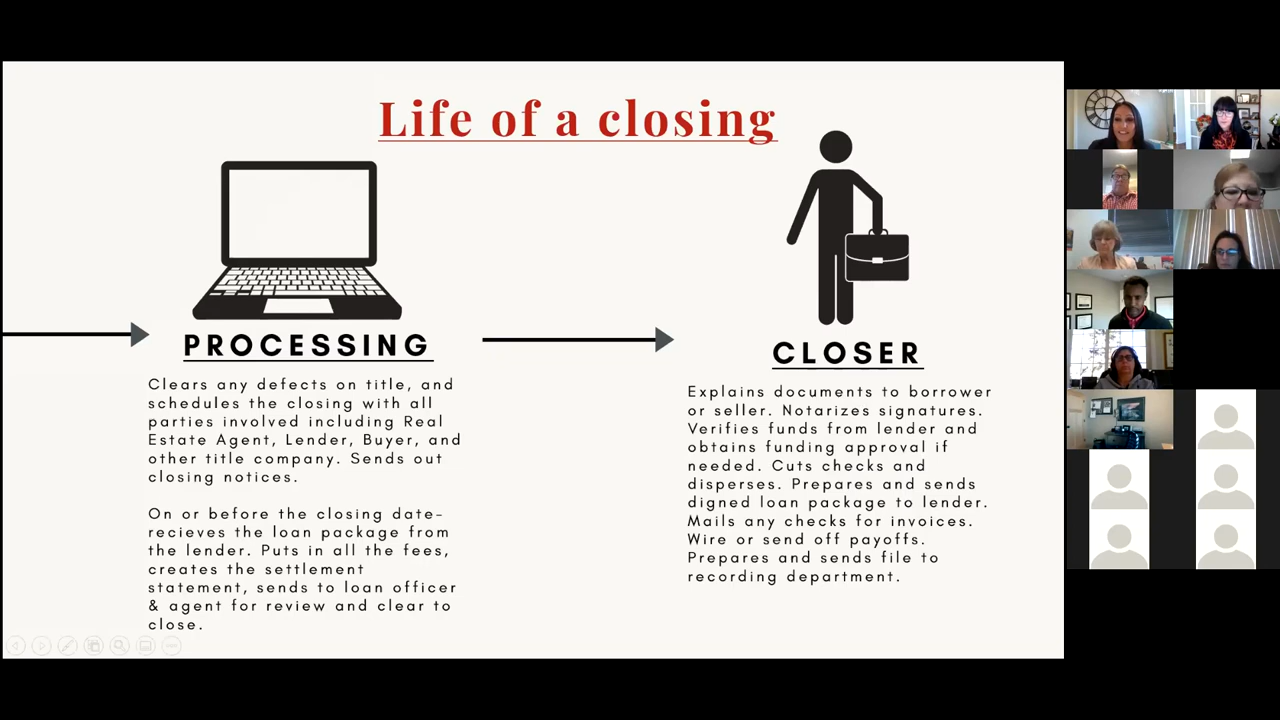 Life of a closing
PROCESSING
Clears any defects on title, and
schedules the closing with all
parties involved including Real
Estate Agent, Lender, Buyer, and
other title company. Sends out
closing notices.
On or before the closing date-
recieves the loan package from
the lender. Puts in all the fees,
creates the settlement
statement, sends to loan officer
& agent for review and clear to
close.
CLOSER
Explains documents to borrower
or seller. Notarizes signatures.
Verifies funds from lender and
obtains funding approval if
needed. Cuts checks and
disperses. Prepares and sends
digned loan package to lender.
Mails any checks for invoices.
Wire or send off payoffs.
Prepares and sends file to
recording department.